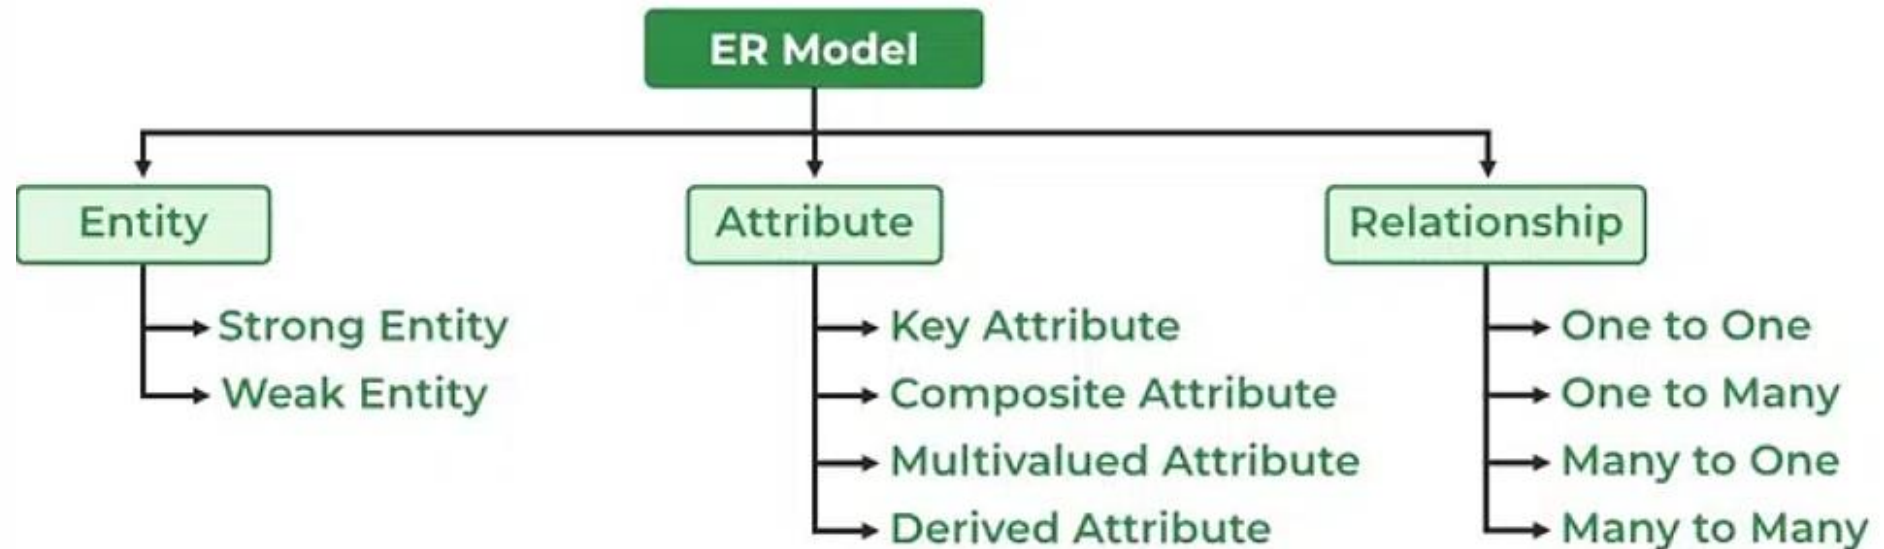 ER Model
Entity
Attribute
Relationship
Strong Entity
Weak Entity
Key Attribute
Composite Attribute
Multivalued Attribute
Derived Attribute
One to One
One to Many
Many to One
Many to Many